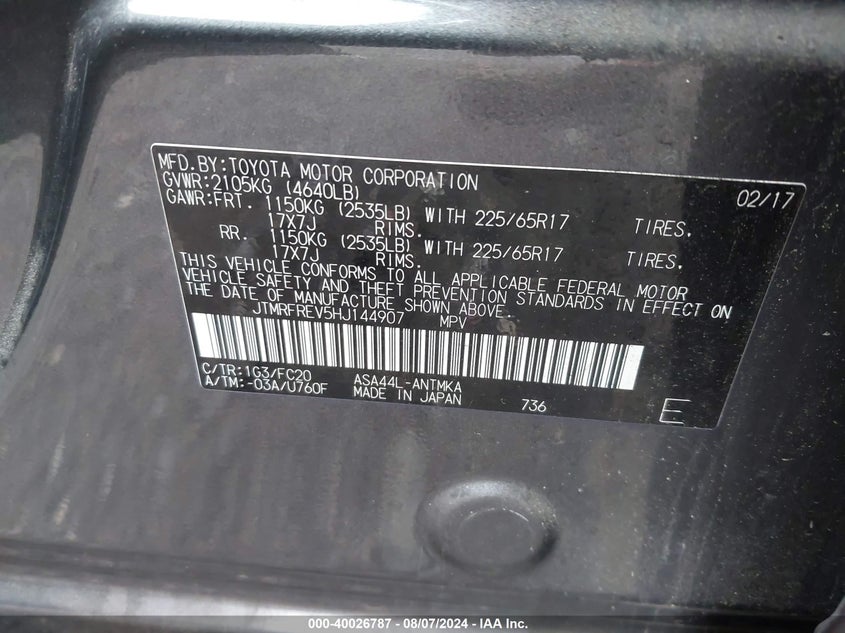 MFD.BY:TOYOTA MOTOR CORPORATION 02/17
GVWR:2105KG (4640LB)
GAWR:FRT. 1150KG (2535LB) WITH 225/65R17 TIRES.
17X7J RIMS.
RR. 1150KG (2535LB) WITH 225/65R17 TIRES.
17X7J RIMS.
THIS VEHICLE CONFORMS TO ALL APPLICABLE FEDERAL MOTOR
VEHICLE SAFETY AND THEFT PREVENTION STANDARDS IN EFFECT ON
THE DATE OF MANUFACTURE SHOWN ABOVE.
JTMRFREV5HJ144907 MPV
C/TR:1G3/FC20 ASA44L-ANTMKA
A/TM:-03A/U760F MADE IN JAPAN 736 E
000-40026787 - 08/07/2024 - IAA Inc.